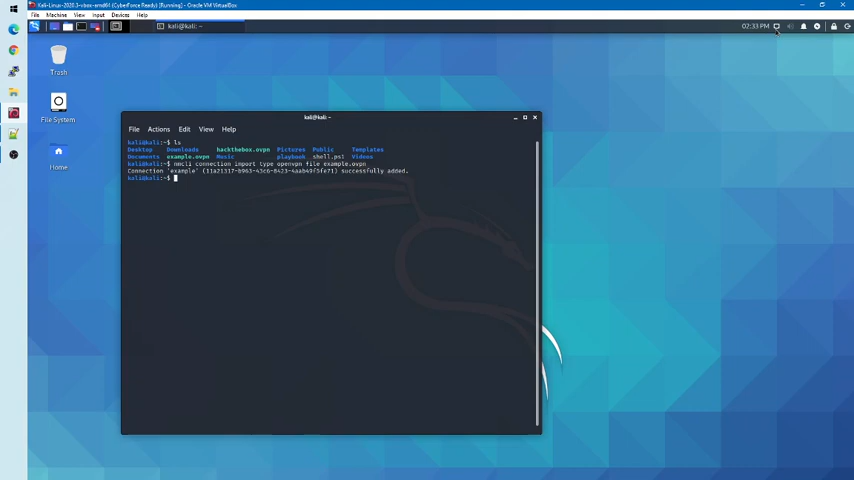 Kali-Linux-2020.3-vbox-amd64 (CyberForce Ready) [Running] - Oracle VM VirtualBox
File Machine View Input Devices Help
kali@kali: ~
02:33 PM
Trash
File System
Home
kali@kali: ~
File Actions Edit View Help
kali@kali:~$ ls
Desktop Downloads hackthebox.ovpn Pictures Public Templates
Documents example.ovpn Music playbook shell.ps1 Videos
kali@kali:~$ nmcli connection import type openvpn file example.ovpn
Connection 'example' (11a21317-b963-43c6-8423-4aab49f5fe71) successfully added.
kali@kali:~$